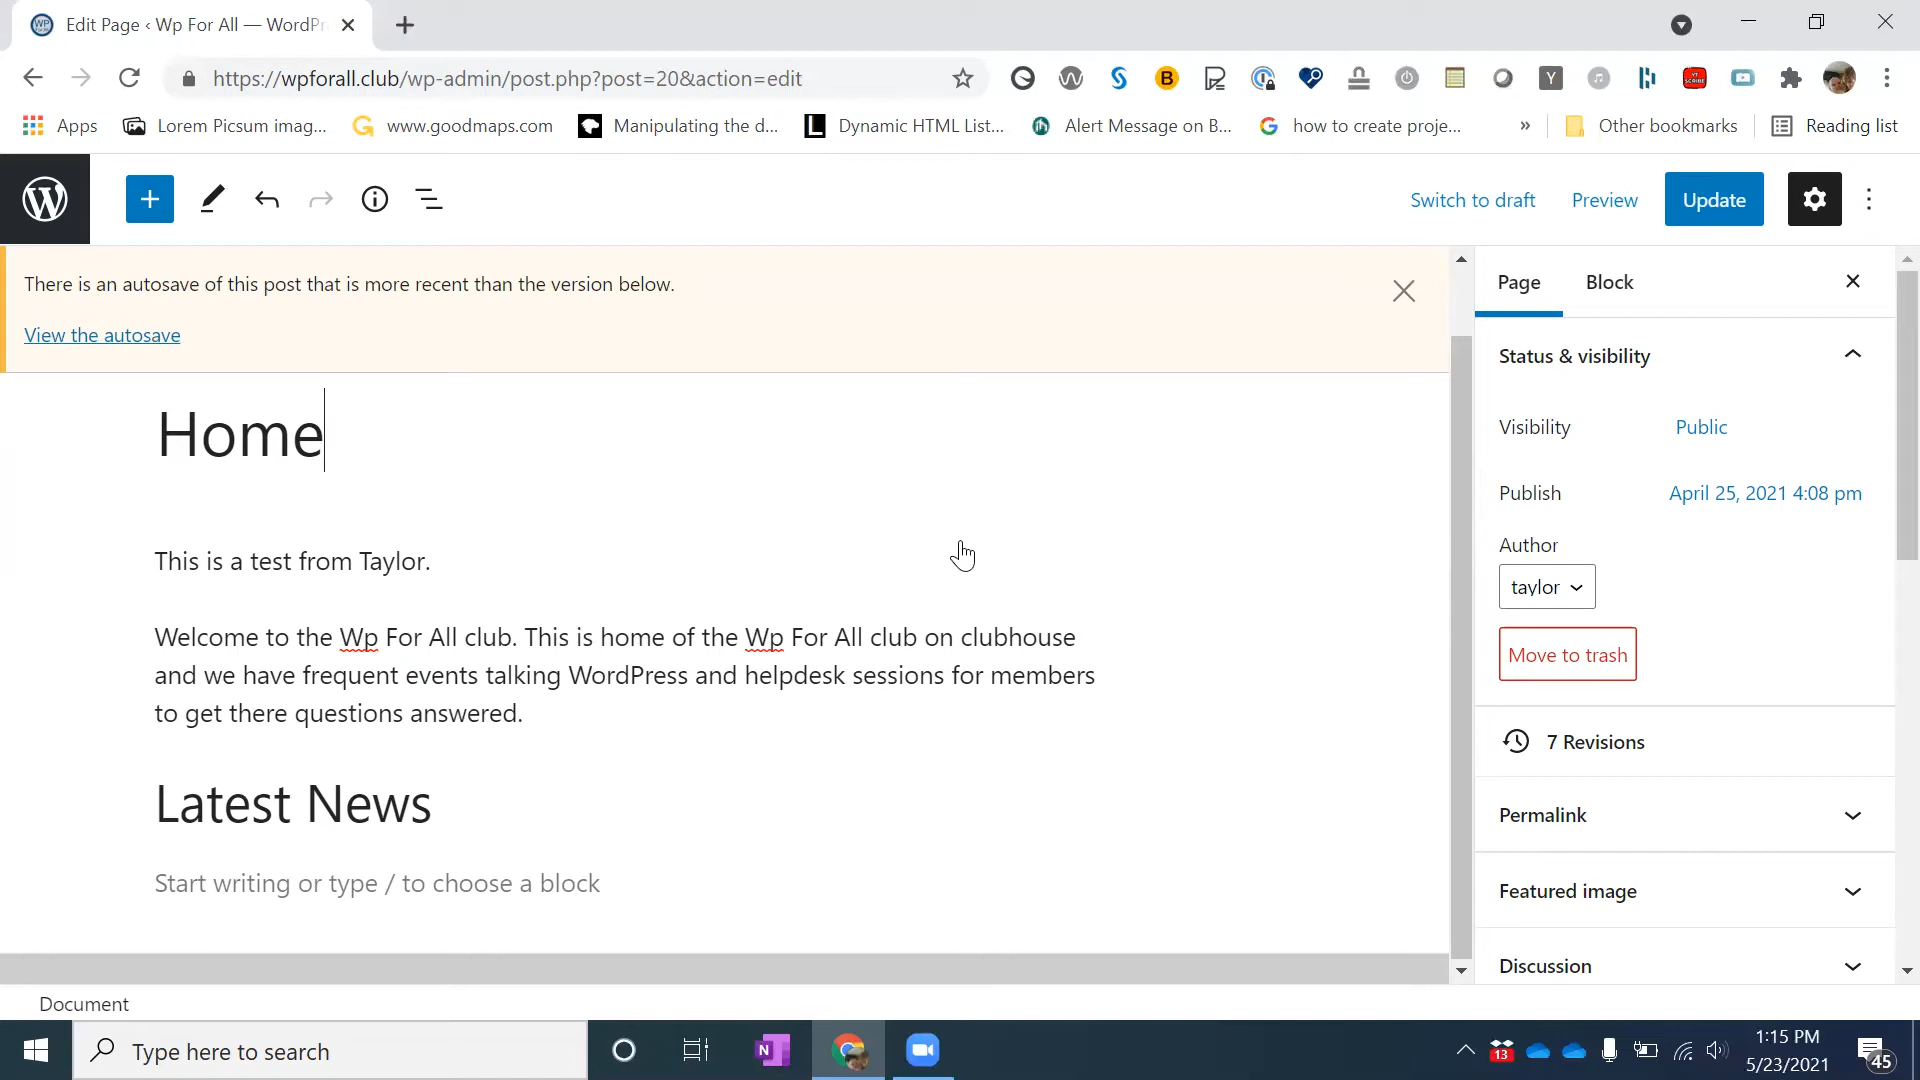 Edit Page ‹ Wp For All — WordPr
https://wpforall.club/wp-admin/post.php?post=20&action=edit
Apps
Lorem Picsum imag...
www.goodmaps.com
Manipulating the d...
Dynamic HTML List...
Alert Message on B...
how to create proje...
»
Other bookmarks
Reading list
Switch to draft
Preview
Update
There is an autosave of this post that is more recent than the version below.
View the autosave
Home
This is a test from Taylor.
Welcome to the Wp For All club. This is home of the Wp For All club on clubhouse
and we have frequent events talking WordPress and helpdesk sessions for members
to get there questions answered.
Latest News
Start writing or type / to choose a block
Page
Block
Status & visibility
Visibility
Public
Publish
April 25, 2021 4:08 pm
Author
taylor
Move to trash
7 Revisions
Permalink
Featured image
Discussion
Document
Type here to search
13
1:15 PM
5/23/2021
45